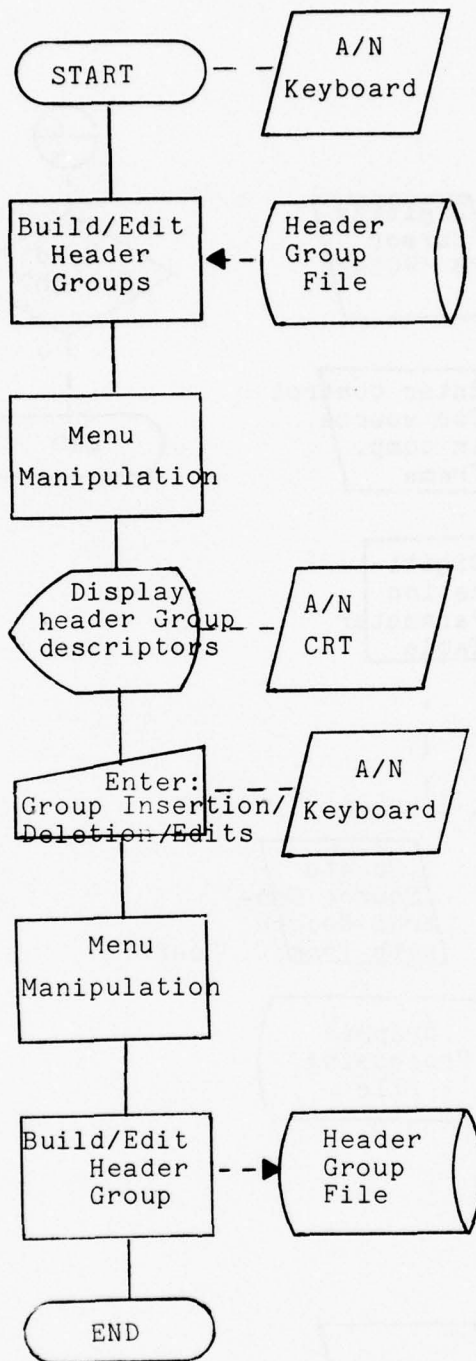 START
A/N
Keyboard
Build/Edit
Header
Groups
Header
Group
File
Menu
Manipulation
Display:
header Group
descriptors
A/N
CRT
Enter:
Group Insertion/
Deletion/Edits
A/N
Keyboard
Menu
Manipulation
Build/Edit
Header
Group
Header
Group
File
END